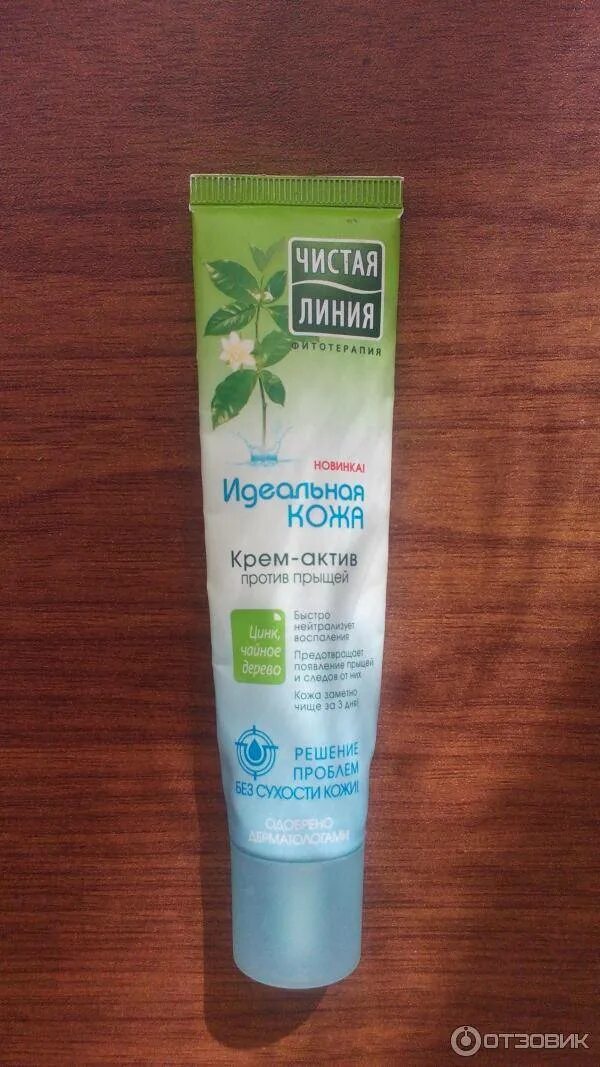 ЧИСТАЯ
ЛИНИЯ
ФИТОТЕРАПИЯ
НОВИНКА!
Идеальная
КОЖА
Крем-актив
против прыщей
Цинк,
чайное
дерево
Быстро
нейтрализует
воспаления
Предотвращает
появление прыщей
и следов от них
Кожа заметно
чище за 3 дня!
РЕШЕНИЕ
ПРОБЛЕМ
БЕЗ СУХОСТИ КОЖИ!
ОДОБРЕНО
ДЕРМАТОЛОГАМИ
ОТЗОВИК